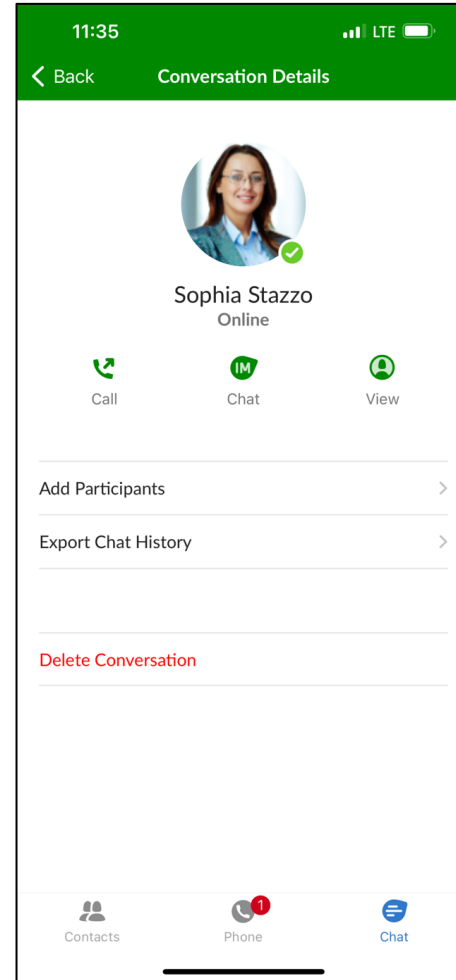 11:35
LTE
Back
Conversation Details
Sophia Stazzo
Online
IM
Call
Chat
View
Add Participants
Export Chat History
Delete Conversation
1
Contacts
Phone
Chat